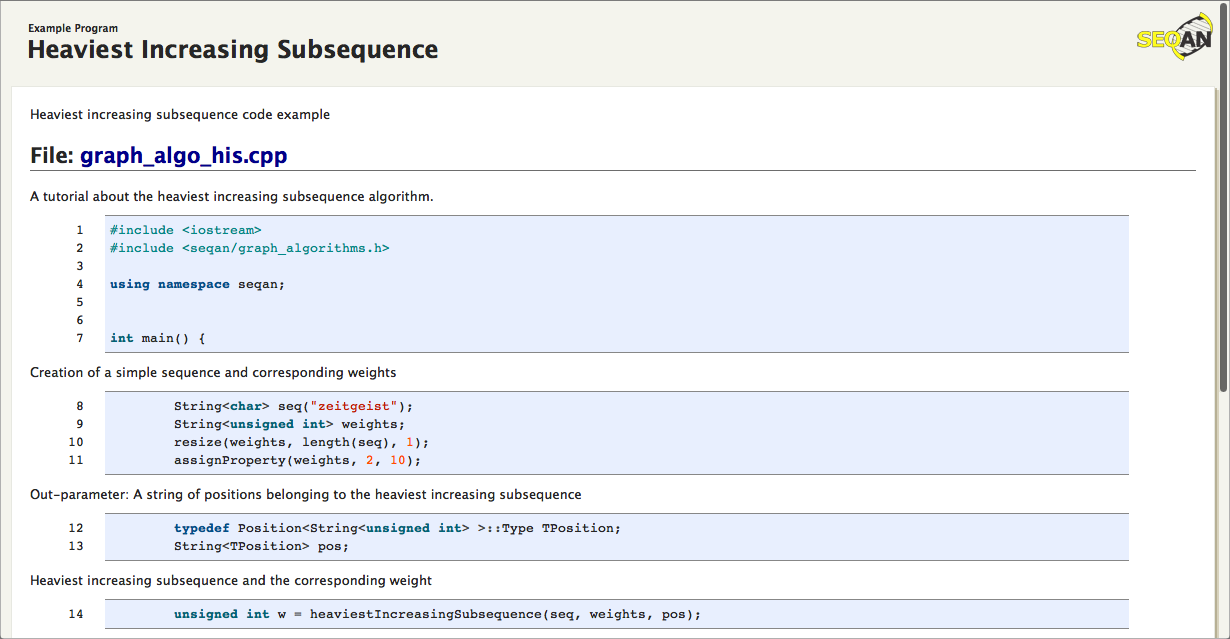 Example Program
Heaviest Increasing Subsequence
SEQAN
Heaviest increasing subsequence code example
File: graph_algo_his.cpp
A tutorial about the heaviest increasing subsequence algorithm.
1 #include <iostream>
2 #include <seqan/graph_algorithms.h>
3
4 using namespace seqan;
5
6
7 int main() {
Creation of a simple sequence and corresponding weights
8 String<char> seq("zeitgeist");
9 String<unsigned int> weights;
10 resize(weights, length(seq), 1);
11 assignProperty(weights, 2, 10);
Out-parameter: A string of positions belonging to the heaviest increasing subsequence
12 typedef Position<String<unsigned int> >::Type TPosition;
13 String<TPosition> pos;
Heaviest increasing subsequence and the corresponding weight
14 unsigned int w = heaviestIncreasingSubsequence(seq, weights, pos);